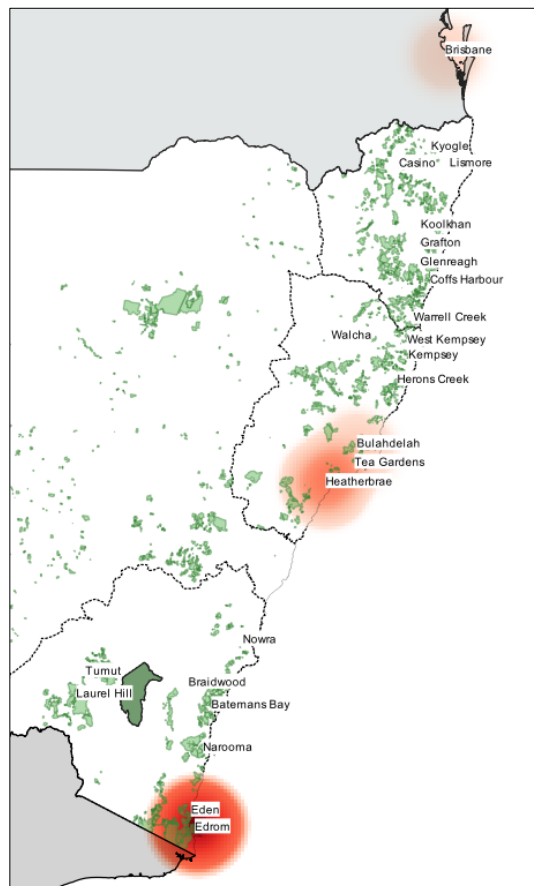 Brisbane
Kyogle
Casino Lismore
Koolkhan
Grafton
Glenreagh
Coffs Harbour
Warrell Creek
Walcha West Kempsey
Kempsey
Herons Creek
Bulahdelah
Tea Gardens
Heatherbrae
Nowra
Tumut
Braidwood
Laurel Hill
Batemans Bay
Narooma
Eden
Edrom